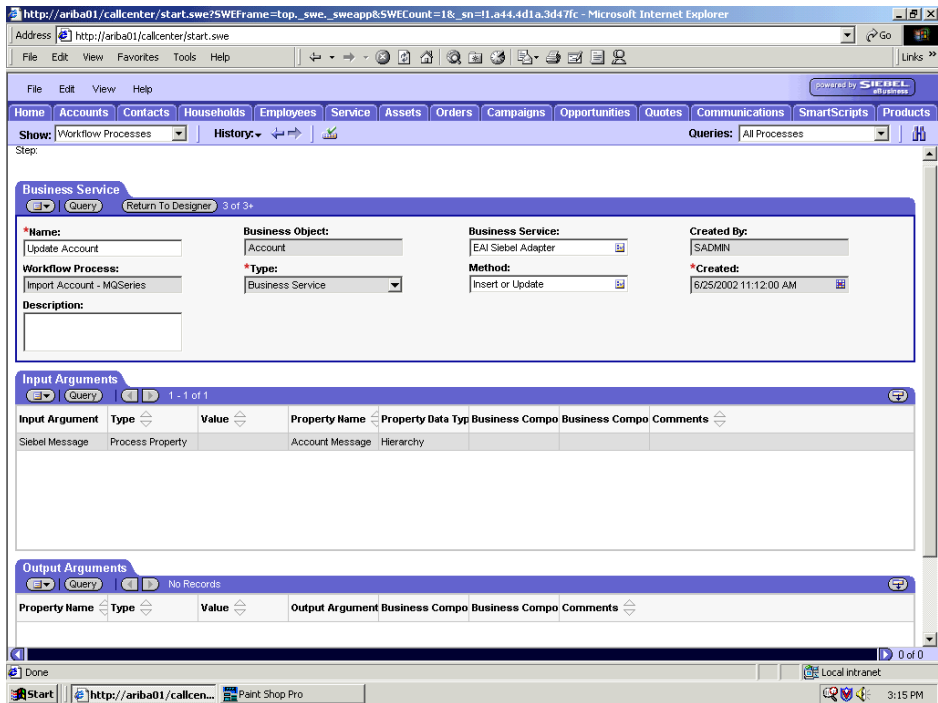 http://ariba01/callcenter/start.swe?SWEFrame=top._swe._sweapp&SWECount=1&_sn=!1.a44.4d1a.3d47fc - Microsoft Internet Explorer
Address http://ariba01/callcenter/start.swe Go
File Edit View Favorites Tools Help Links »
File Edit View Help powered by SIEBEL eBusiness
Home Accounts Contacts Households Employees Service Assets Orders Campaigns Opportunities Quotes Communications SmartScripts Products
Show: Workflow Processes History: Queries: All Processes
Step:
Business Service
Query Return To Designer 3 of 3+
*Name: Business Object: Business Service: Created By:
Update Account Account EAI Siebel Adapter SADMIN
Workflow Process: *Type: Method: *Created:
Import Account - MQSeries Business Service Insert or Update 6/25/2002 11:12:00 AM
Description:
Input Arguments
Query 1 - 1 of 1
Input Argument Type Value Property Name Property Data Typ Business Compo Business Compo Comments
Siebel Message Process Property Account Message Hierarchy
Output Arguments
Query No Records
Property Name Type Value Output Argument Business Compo Business Compo Comments
0 of 0
Done Local intranet
Start http://ariba01/callcen... Paint Shop Pro 3:15 PM